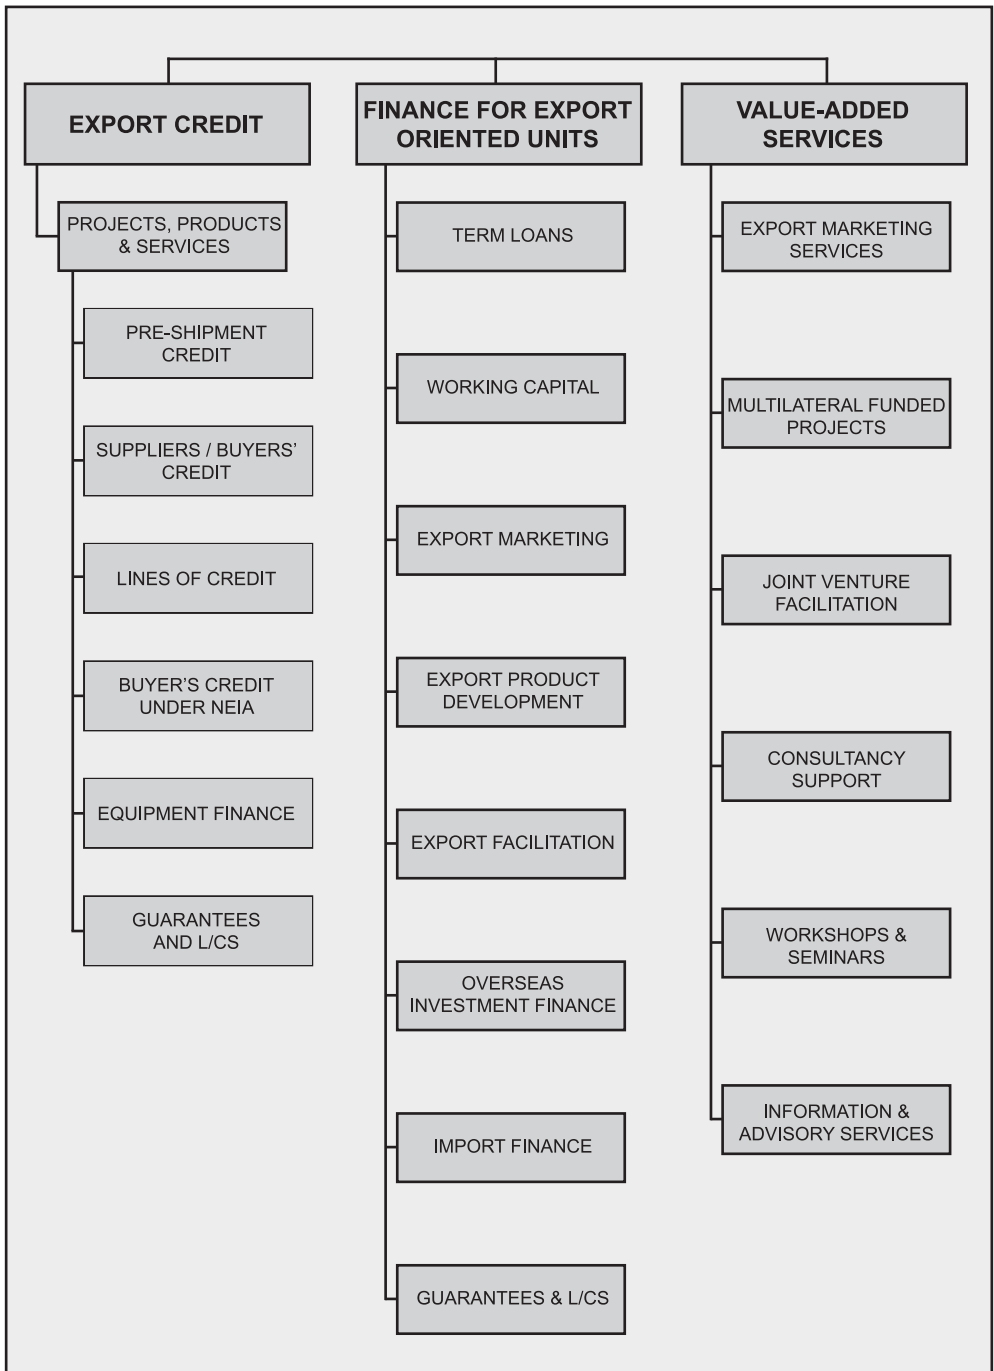 EXPORT CREDIT
PROJECTS, PRODUCTS
& SERVICES
PRE-SHIPMENT
CREDIT
SUPPLIERS / BUYERS’
CREDIT
LINES OF CREDIT
BUYER’S CREDIT
UNDER NEIA
EQUIPMENT FINANCE
GUARANTEES
AND L/CS
FINANCE FOR EXPORT
ORIENTED UNITS
TERM LOANS
WORKING CAPITAL
EXPORT MARKETING
EXPORT PRODUCT
DEVELOPMENT
EXPORT FACILITATION
OVERSEAS
INVESTMENT FINANCE
IMPORT FINANCE
GUARANTEES & L/CS
VALUE-ADDED
SERVICES
EXPORT MARKETING
SERVICES
MULTILATERAL FUNDED
PROJECTS
JOINT VENTURE
FACILITATION
CONSULTANCY
SUPPORT
WORKSHOPS &
SEMINARS
INFORMATION &
ADVISORY SERVICES